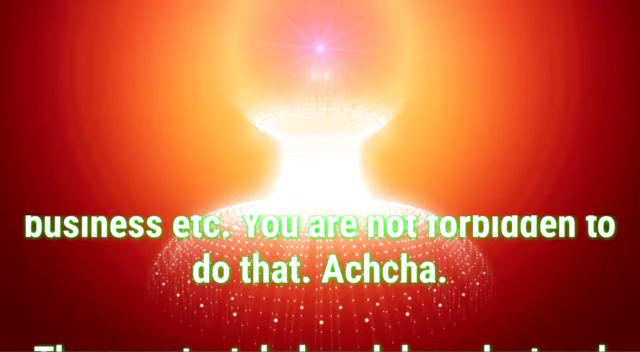 business etc. You are not forbidden to
do that. Achcha.